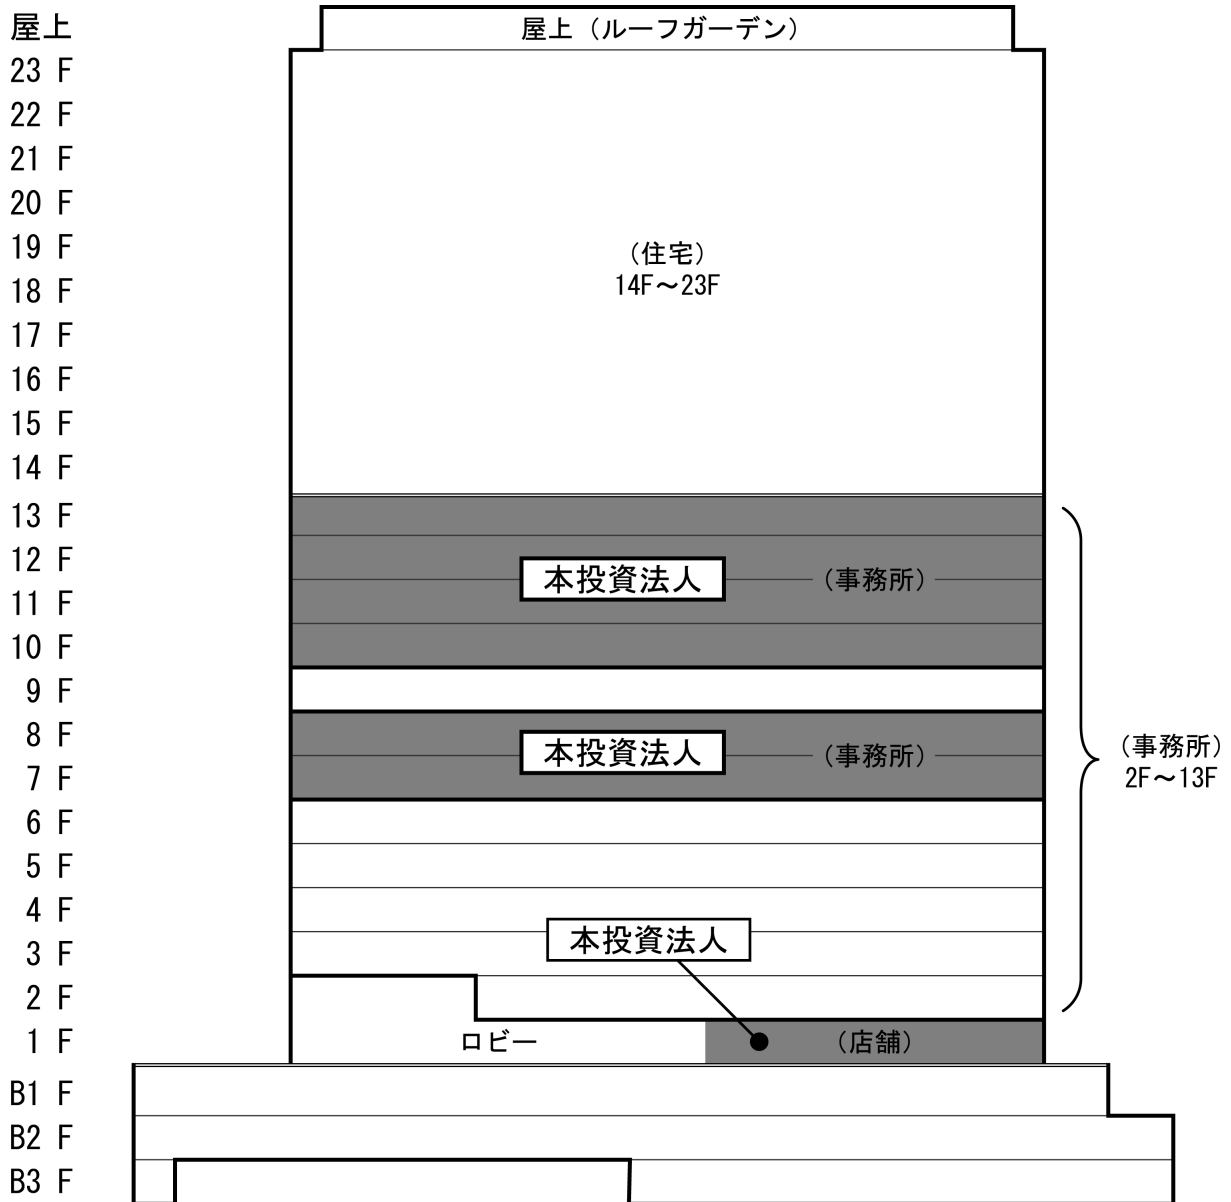 屋上
屋上（ルーフガーデン）
23 F
22 F
21 F
20 F
19 F
（住宅）
14F～23F
18 F
17 F
16 F
15 F
14 F
13 F
12 F
本投資法人
（事務所）
11 F
10 F
9 F
8 F
本投資法人
（事務所）
（事務所）
2F～13F
7 F
6 F
5 F
4 F
本投資法人
3 F
2 F
1 F
ロビー
（店舗）
B1 F
B2 F
B3 F